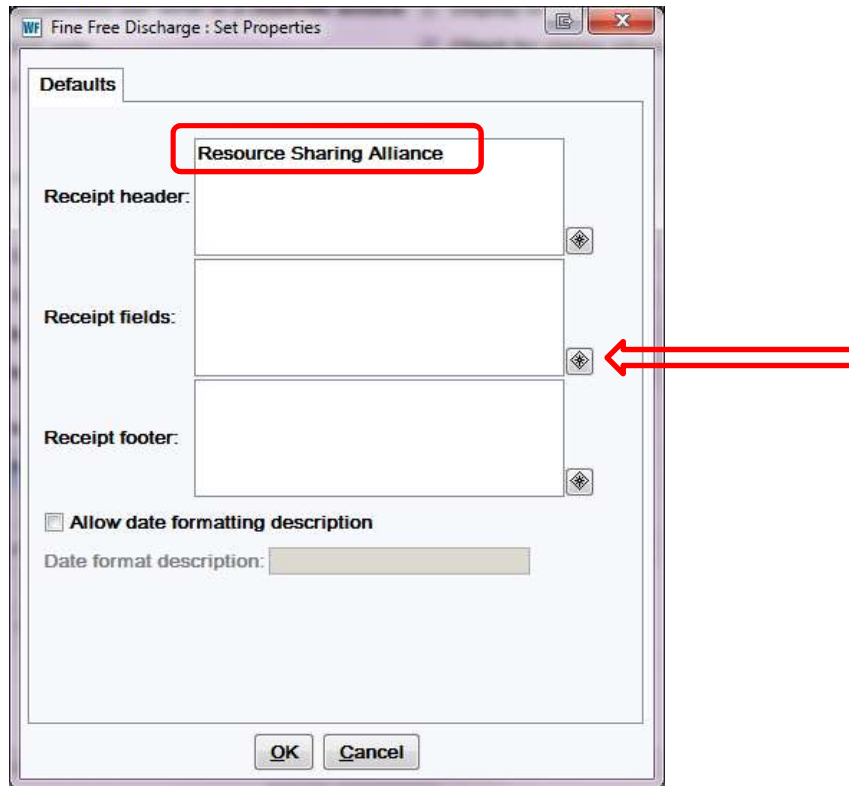 WF Fine Free Discharge : Set Properties
Defaults
Resource Sharing Alliance
Receipt header:
Receipt fields:
Receipt footer:
Allow date formatting description
Date format description:
OK Cancel